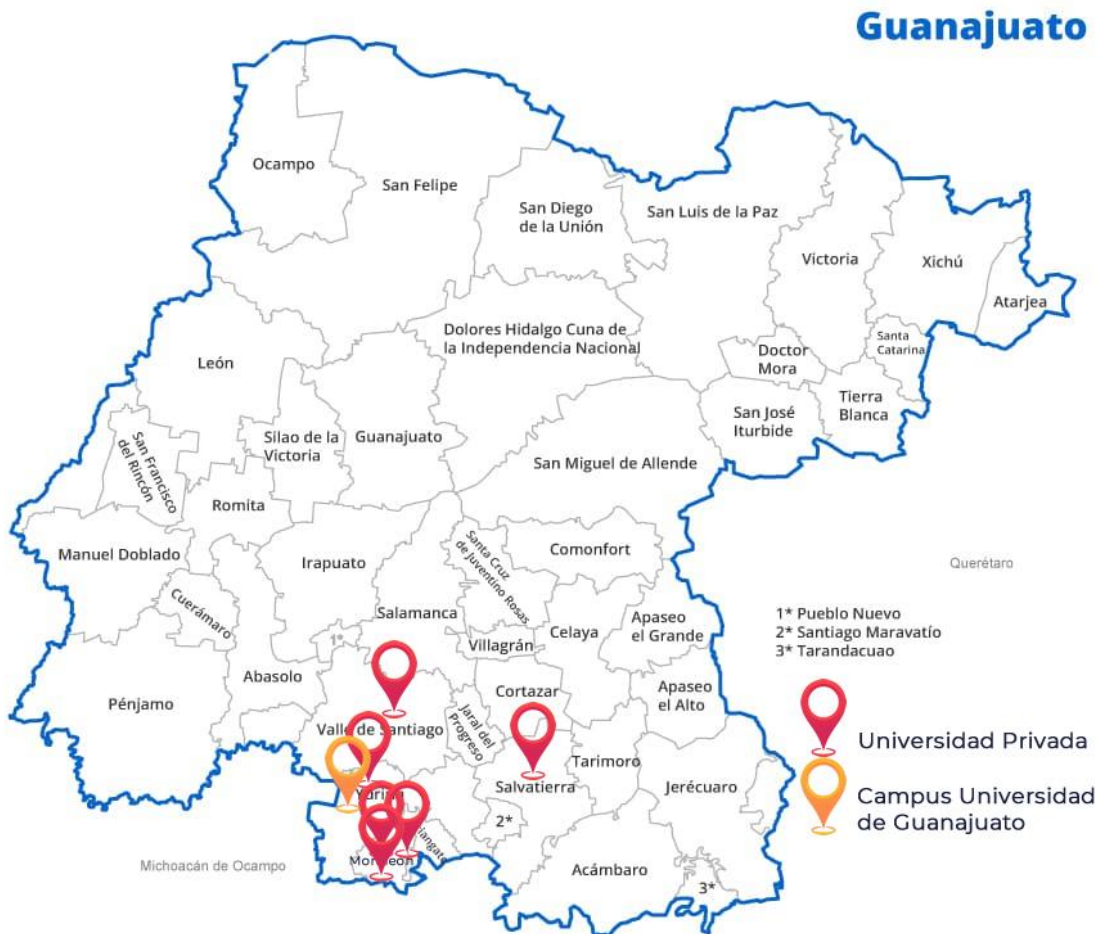 Guanajuato
Ocampo
San Felipe
San Diego
de la Unión
San Luis de la Paz
Victoria
Xichú
Atarjea
Santa
Catarina
Dolores Hidalgo Cuna de
la Independencia Nacional
Doctor
Mora
Tierra
Blanca
San José
Iturbide
León
San Francisco
del Rincón
Silao de la
Victoria
Guanajuato
San Miguel de Allende
Romita
Manuel Doblado
Irapuato
Santa Cruz
de Juventino Rosas
Comonfort
Querétaro
Cuerámaro
Salamanca
Villagrán
Celaya
Apaseo
el Grande
1* Pueblo Nuevo
2* Santiago Maravatío
3* Tarandacuao
1*
Abasolo
Pénjamo
Cortazar
Apaseo
el Alto
Valle de Santiago
Jaral del
Progreso
Tarimoro
Salvatierra
Jerécuaro
Universidad Privada
Campus Universidad
de Guanajuato
2*
Michoacán de Ocampo
Acámbaro
3*